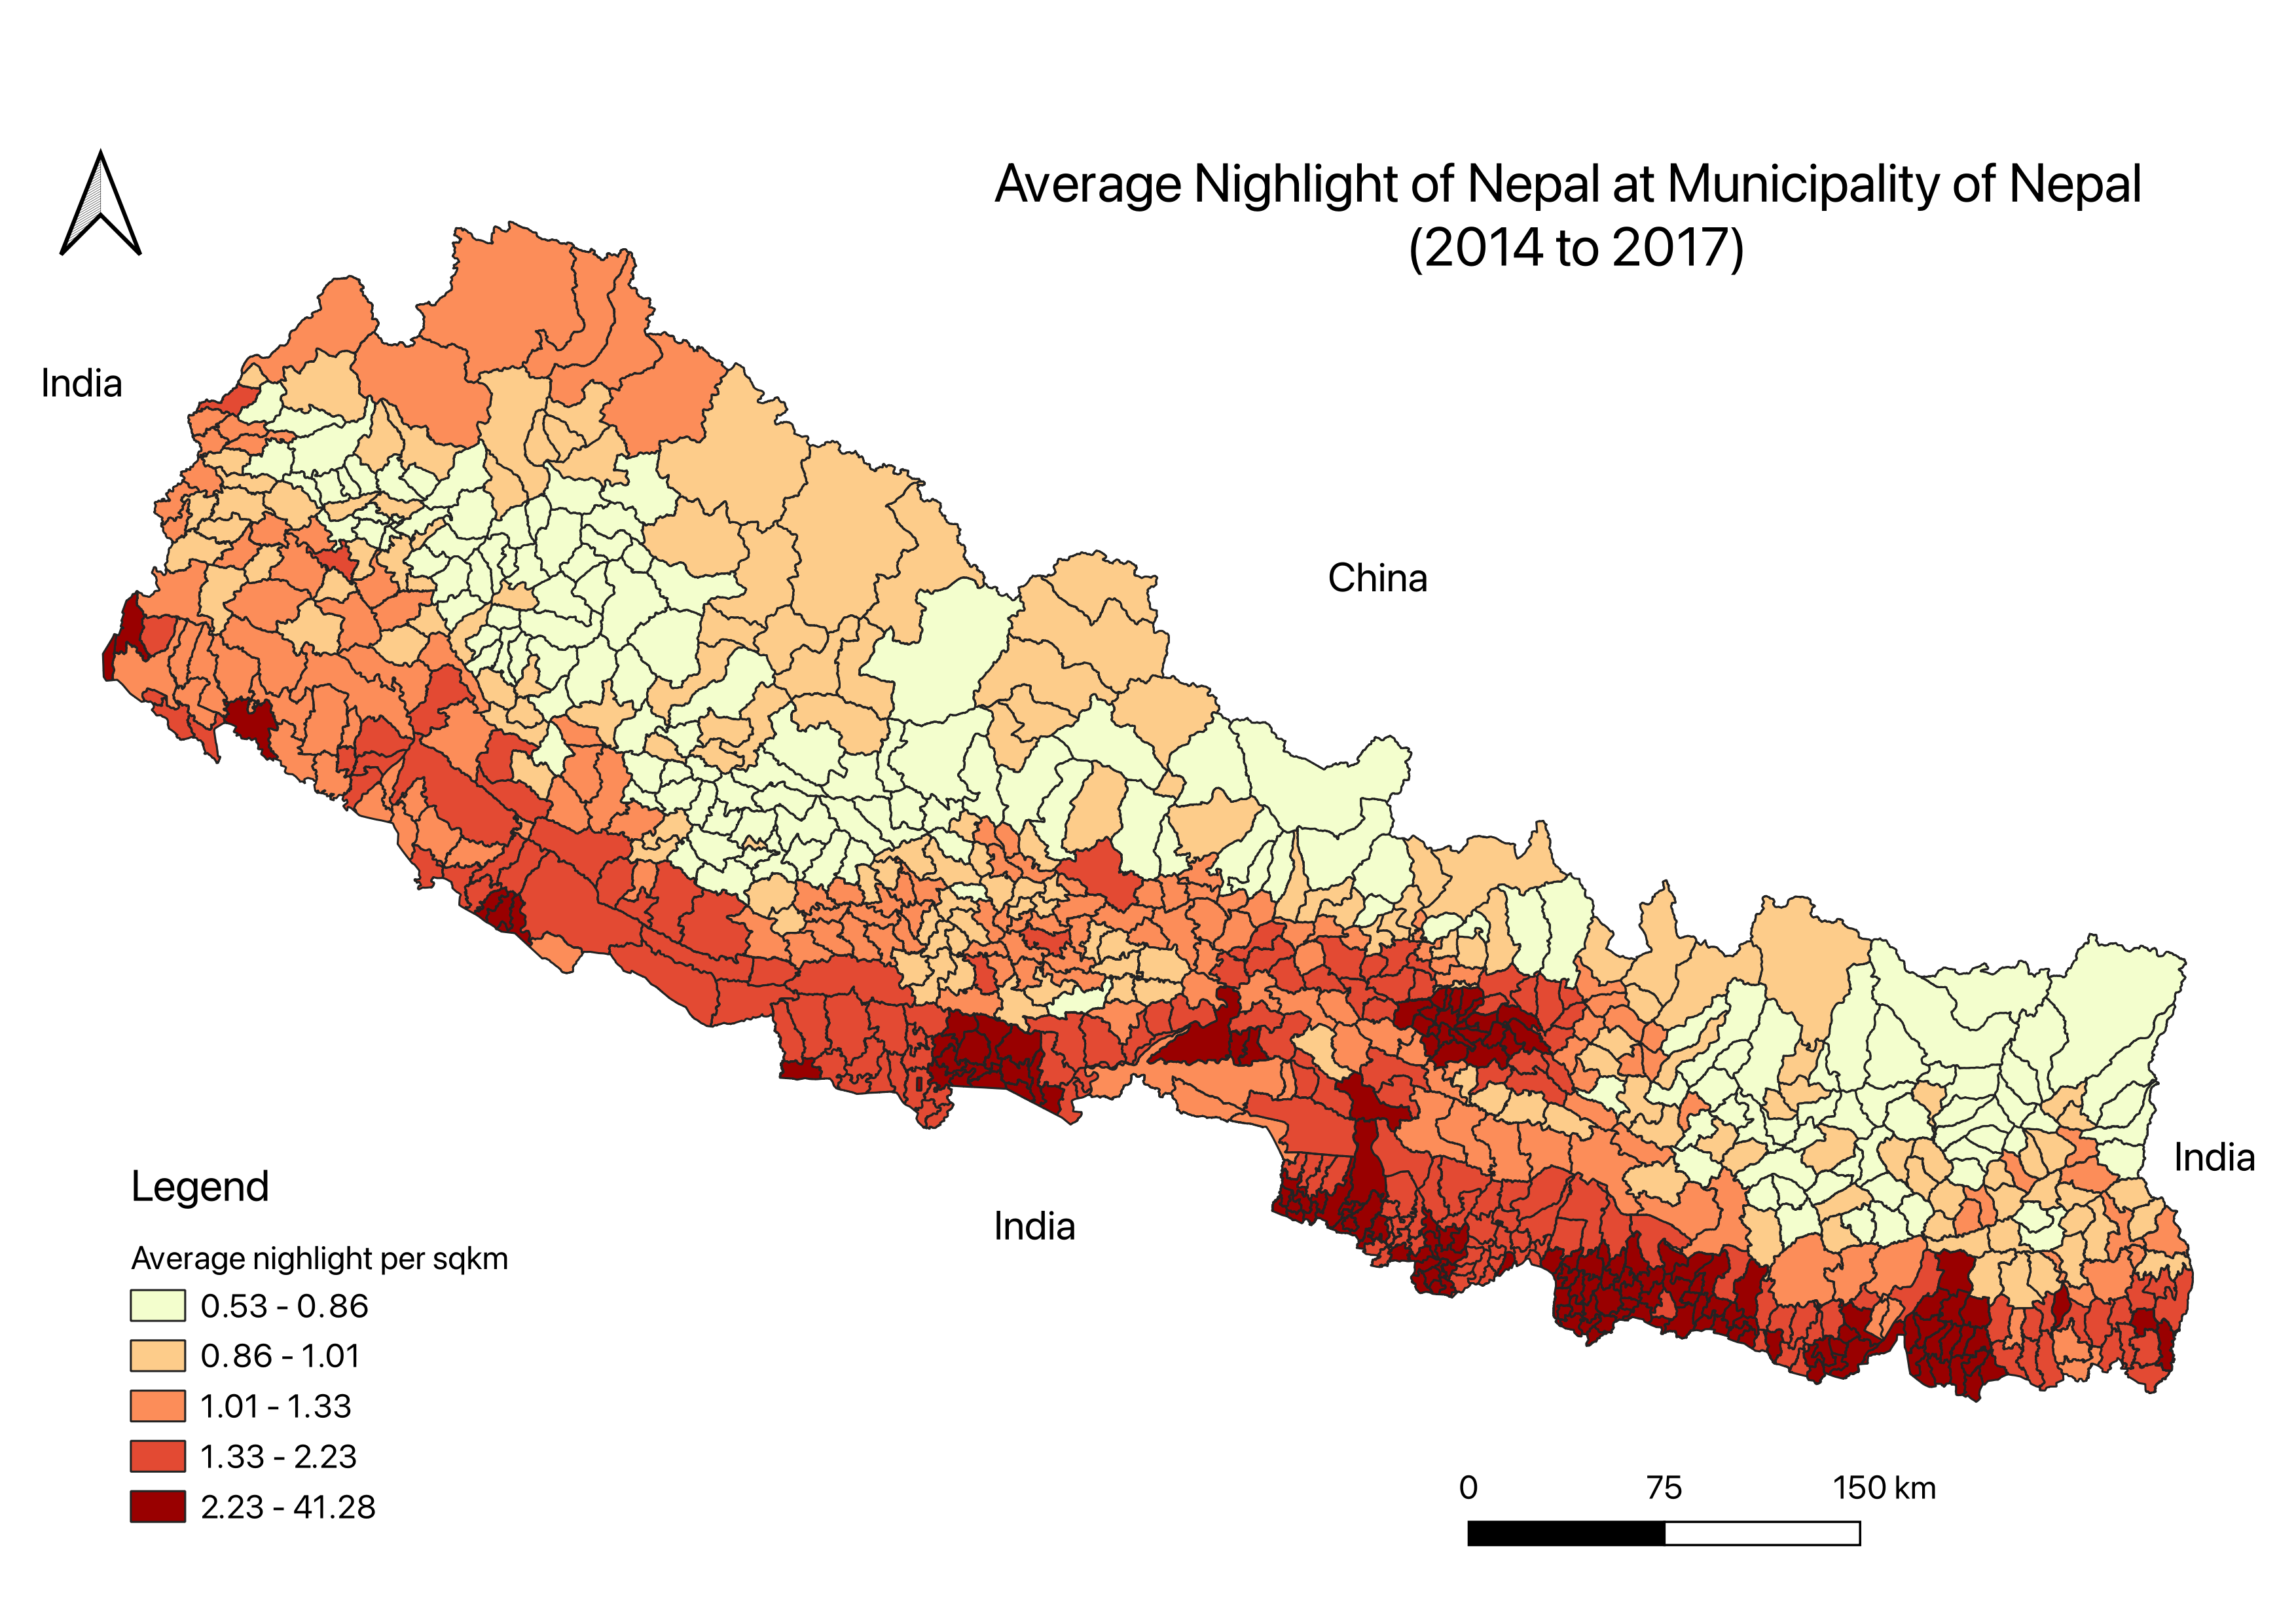 Average Nighlight of Nepal at Municipality of Nepal
(2014 to 2017)
India
China
India
India
Legend
Average nighlight per sqkm
0.53 - 0.86
0.86 - 1.01
1.01 - 1.33
1.33 - 2.23
2.23 - 41.28
0 75 150 km